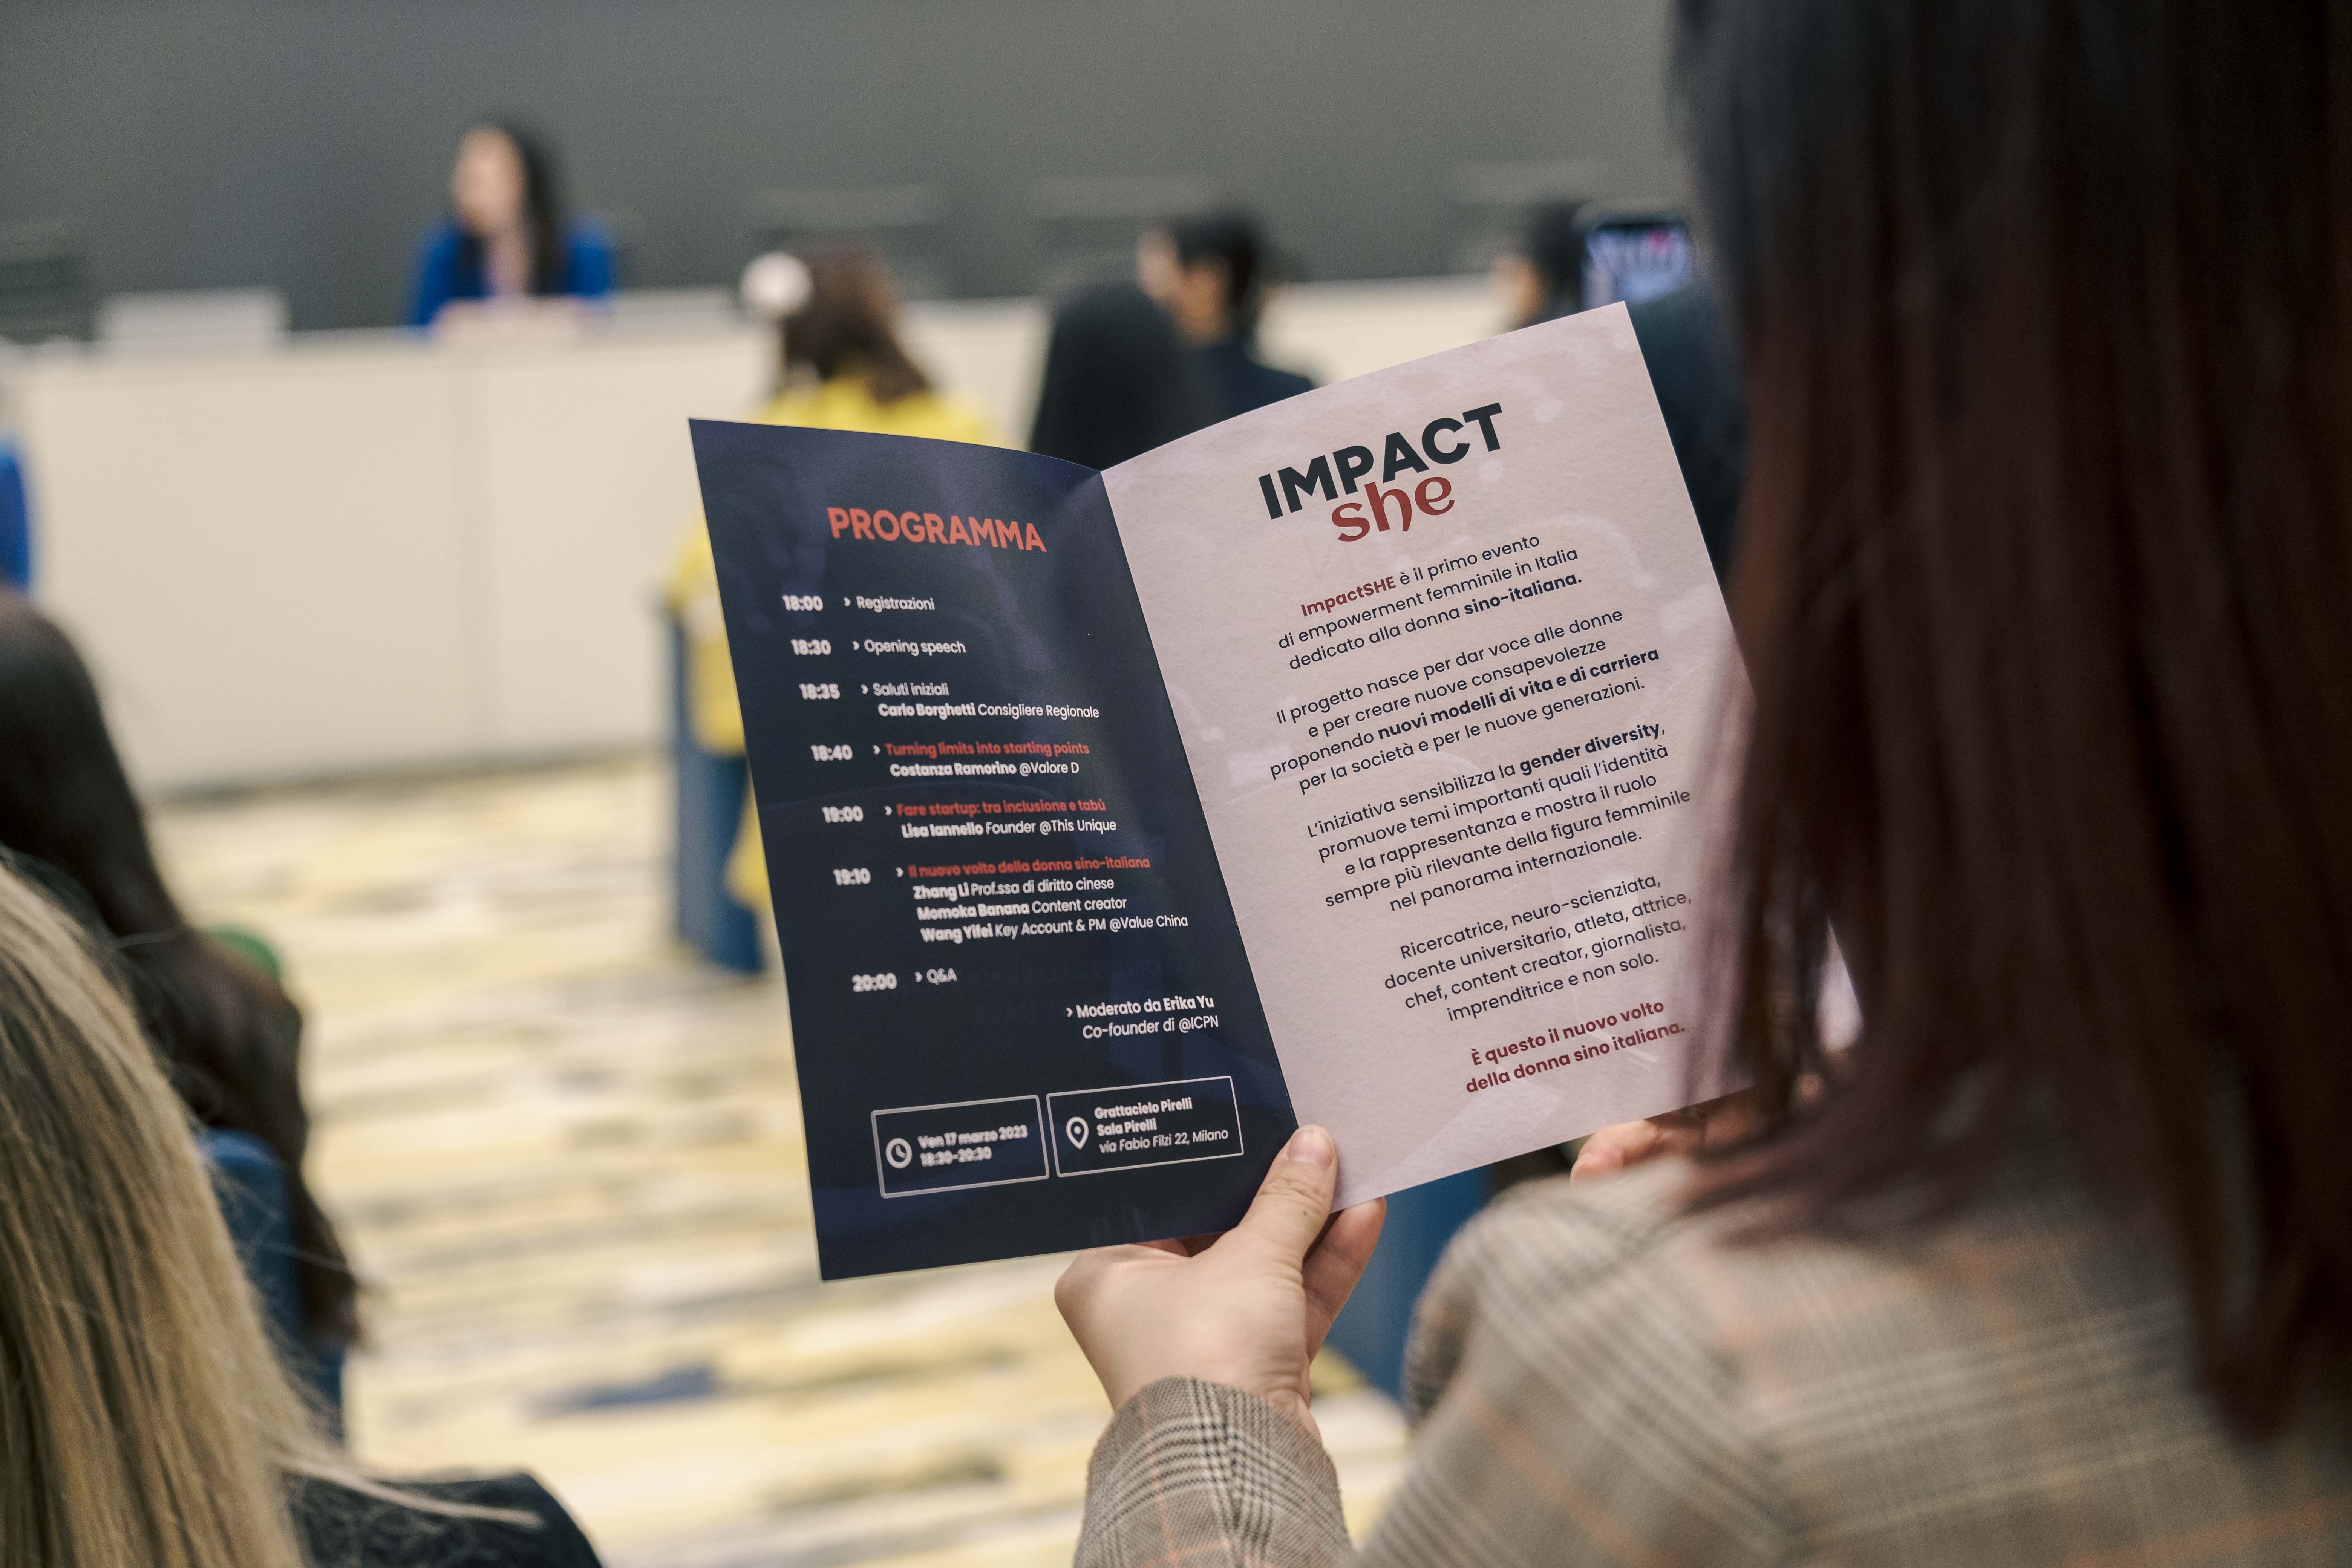 PROGRAMMA
18:00 › Registrazioni
18:30 › Opening speech
18:35 › Saluti iniziali
Carlo Borghetti Consigliere Regionale
18:40 › Turning limits into starting points
Costanza Ramorino @Valore D
19:00 › Fare startup: tra inclusione e tabù
Lisa Iannello Founder @This Unique
19:10 › Il nuovo volto della donna sino-italiana
Zhang Li Prof.ssa di diritto cinese
Momoka Banana Content creator
Wang Yifei Key Account & PM @Value China
20:00 › Q&A
› Moderato da Erika Yu
Co-founder di @ICPN
Ven 17 marzo 2023
18:30-20:30
Grattacielo Pirelli
Sala Pirelli
via Fabio Filzi 22, Milano
IMPACT
she
ImpactSHE è il primo evento
di empowerment femminile in Italia
dedicato alla donna sino-italiana.
Il progetto nasce per dar voce alle donne
e per creare nuove consapevolezze
proponendo nuovi modelli di vita e di carriera
per la società e per le nuove generazioni.
L'iniziativa sensibilizza la gender diversity,
promuove temi importanti quali l'identità
e la rappresentanza e mostra il ruolo
sempre più rilevante della figura femminile
nel panorama internazionale.
Ricercatrice, neuro-scienziata,
docente universitario, atleta, attrice,
chef, content creator, giornalista,
imprenditrice e non solo.
È questo il nuovo volto
della donna sino italiana.